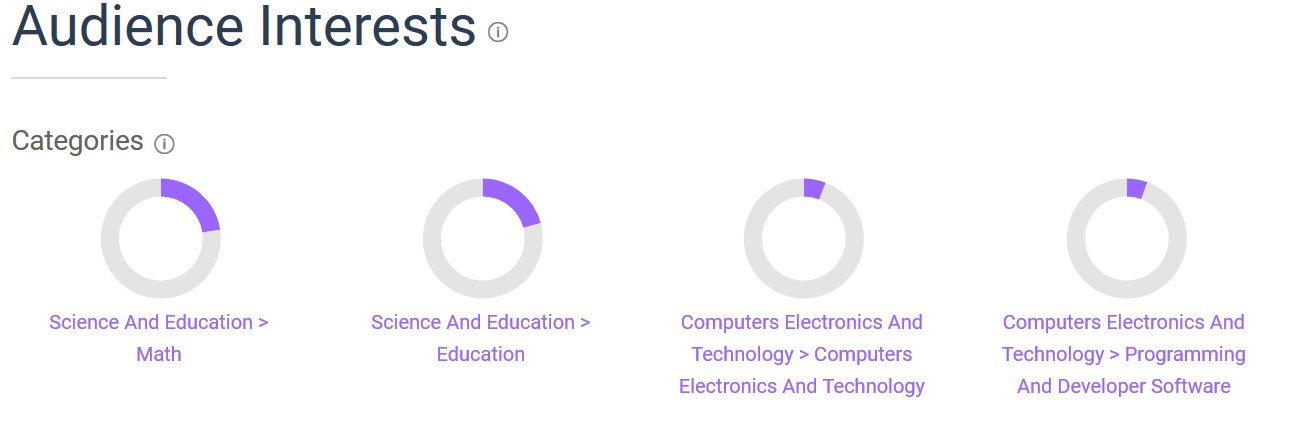 Audience Interests
Categories
Science And Education >
Math
Science And Education >
Education
Computers Electronics And
Technology > Computers
Electronics And Technology
Computers Electronics And
Technology > Programming
And Developer Software